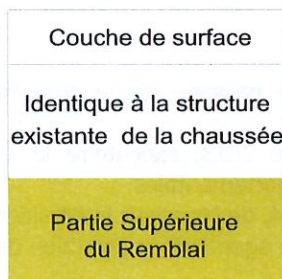 Couche de surface
Identique à la structure
existante de la chaussée
Partie Supérieure
du Remblai